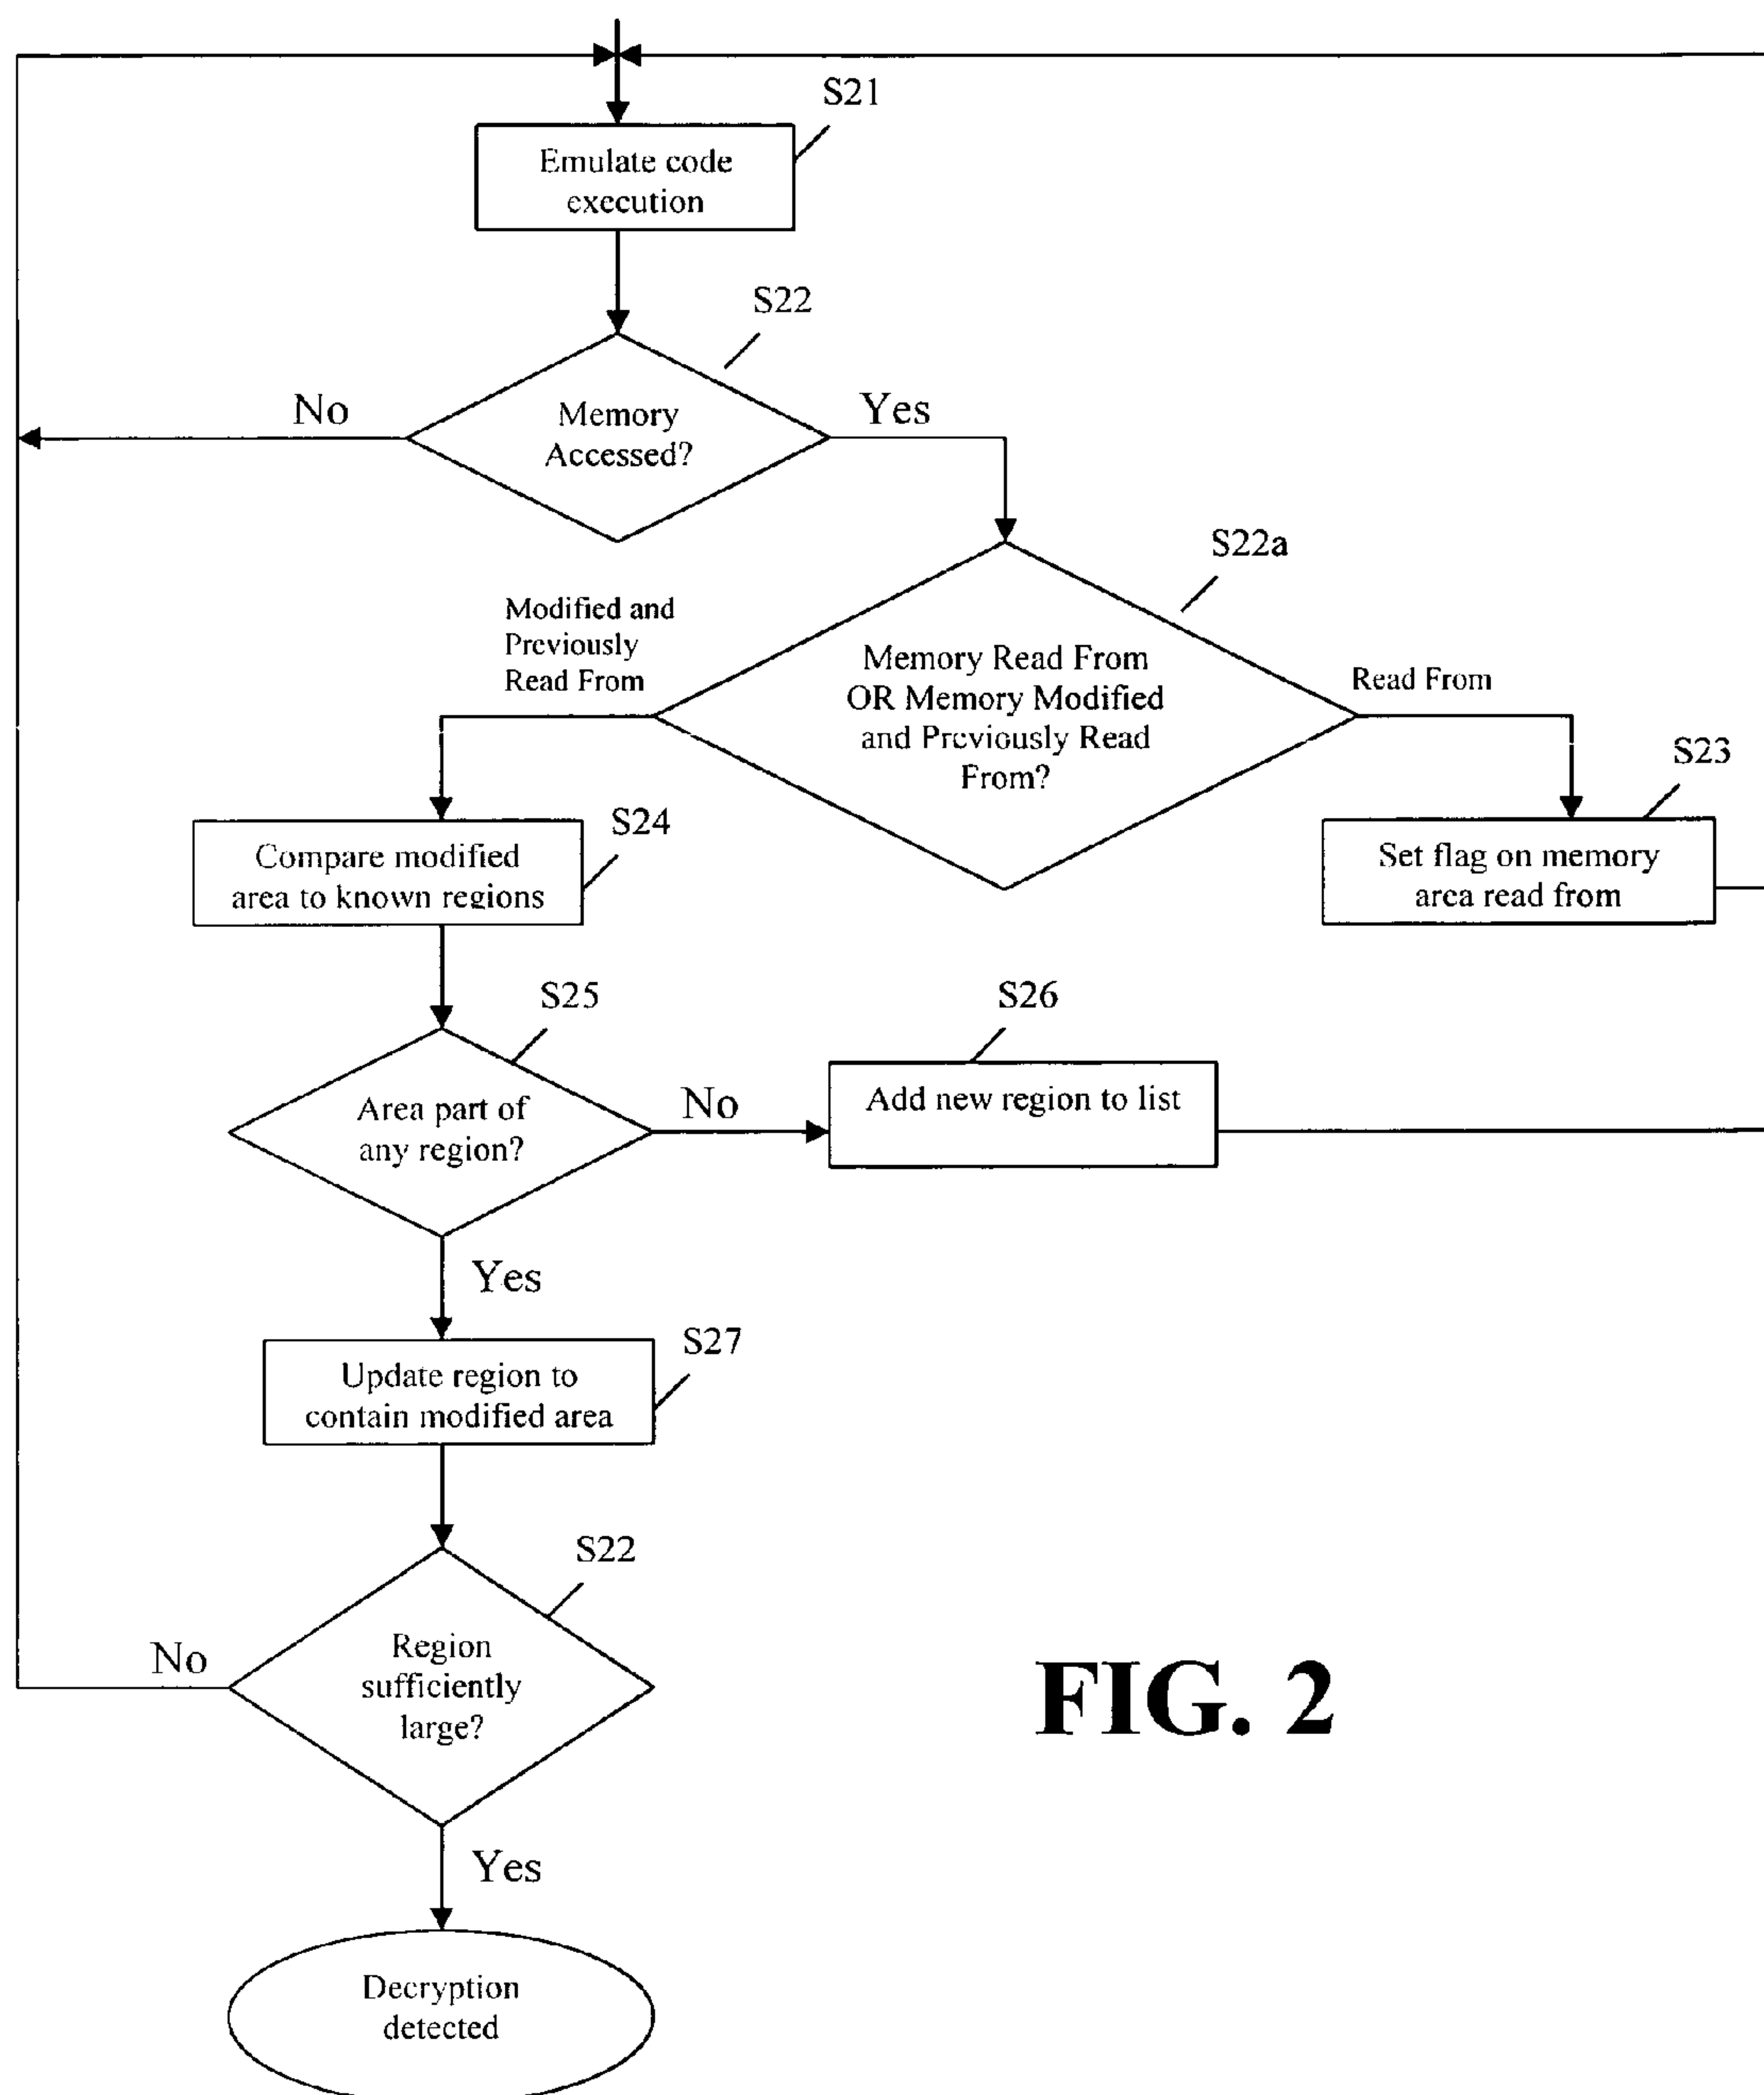 S21
Emulate code
execution
S22
No
Memory
Accessed?
Yes
S22a
Modified and
Previously
Read From
Memory Read From
OR Memory Modified
and Previously Read
From?
Read From
S23
Set flag on memory
area read from
S24
Compare modified
area to known regions
S25
Area part of
any region?
No
S26
Add new region to list
Yes
S27
Update region to
contain modified area
S22
No
Region
sufficiently
large?
Yes
Decryption
detected
FIG. 2